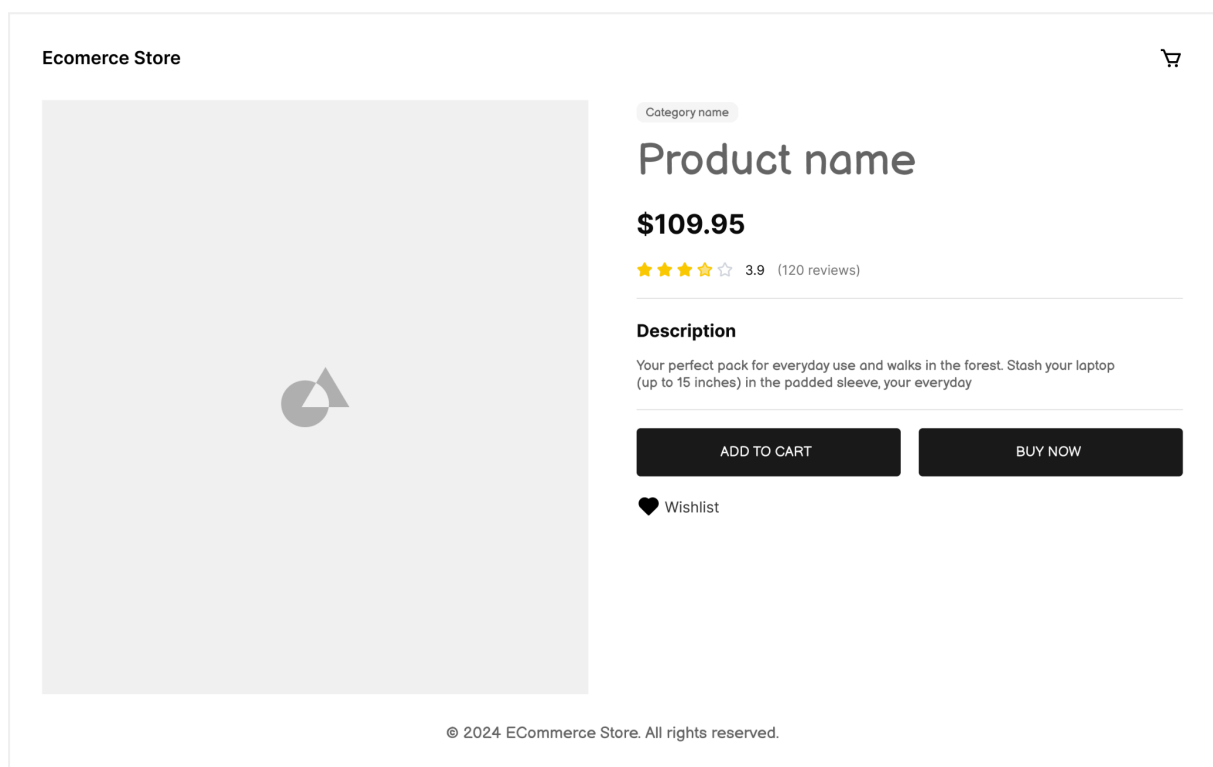 Ecomerce Store
Category name
Product name
$109.95
3.9 (120 reviews)
Description
Your perfect pack for everyday use and walks in the forest. Stash your laptop
(up to 15 inches) in the padded sleeve, your everyday
ADD TO CART
BUY NOW
Wishlist
© 2024 ECommerce Store. All rights reserved.